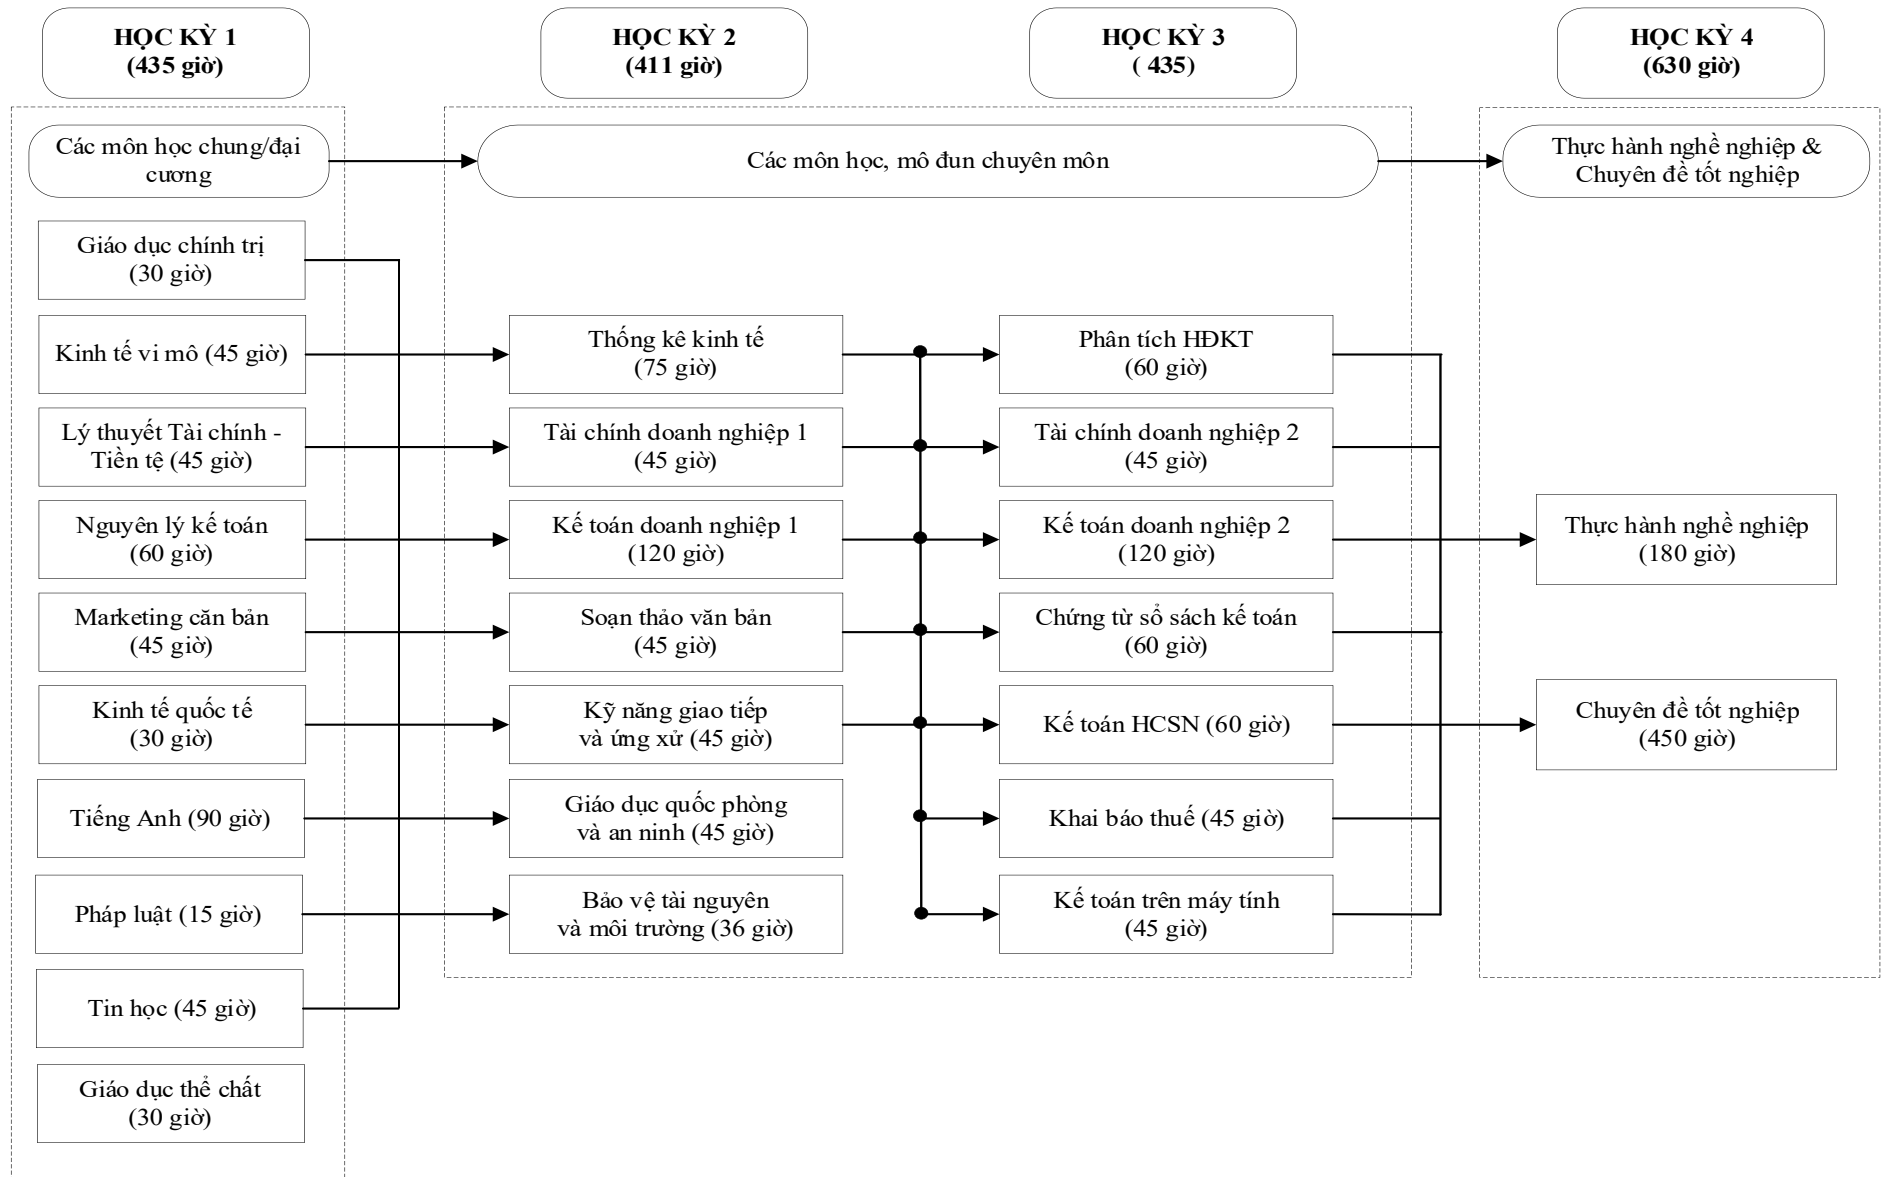 HỌC KỲ 1
(435 giờ)
HỌC KỲ 2
(411 giờ)
HỌC KỲ 3
( 435)
HỌC KỲ 4
(630 giờ)
Các môn học chung/đại
cương
Các môn học, mô đun chuyên môn
Thực hành nghề nghiệp &
Chuyên đề tốt nghiệp
Giáo dục chính trị
(30 giờ)
Kinh tế vi mô (45 giờ)
Thống kê kinh tế
(75 giờ)
Phân tích HĐKT
(60 giờ)
Lý thuyết Tài chính -
Tiền tệ (45 giờ)
Tài chính doanh nghiệp 1
(45 giờ)
Tài chính doanh nghiệp 2
(45 giờ)
Nguyên lý kế toán
(60 giờ)
Kế toán doanh nghiệp 1
(120 giờ)
Kế toán doanh nghiệp 2
(120 giờ)
Thực hành nghề nghiệp
(180 giờ)
Marketing căn bản
(45 giờ)
Soạn thảo văn bản
(45 giờ)
Chứng từ sổ sách kế toán
(60 giờ)
Kinh tế quốc tế
(30 giờ)
Kỹ năng giao tiếp
và ứng xử (45 giờ)
Kế toán HCSN (60 giờ)
Chuyên đề tốt nghiệp
(450 giờ)
Tiếng Anh (90 giờ)
Giáo dục quốc phòng
và an ninh (45 giờ)
Khai báo thuế (45 giờ)
Pháp luật (15 giờ)
Bảo vệ tài nguyên
và môi trường (36 giờ)
Kế toán trên máy tính
(45 giờ)
Tin học (45 giờ)
Giáo dục thể chất
(30 giờ)